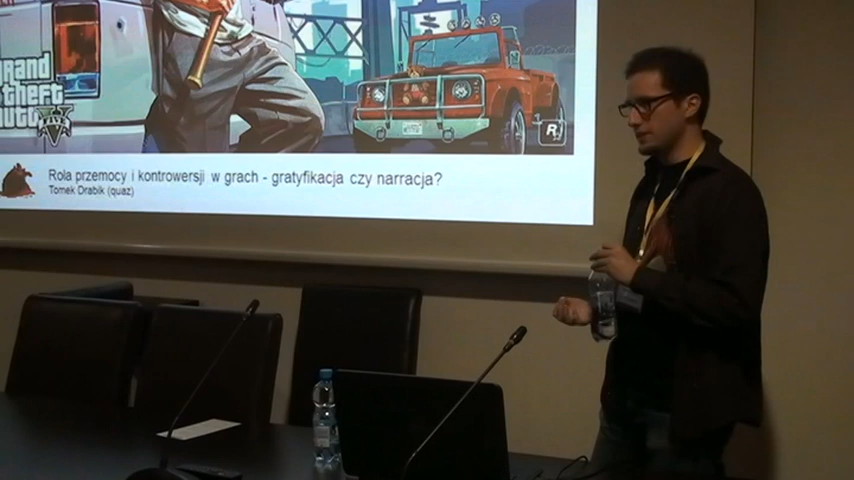 Grand
Theft
Auto
V
R
Rola przemocy i kontrowersji w grach - gratyfikacja czy narracja?
Tomek Drabik (quaz)